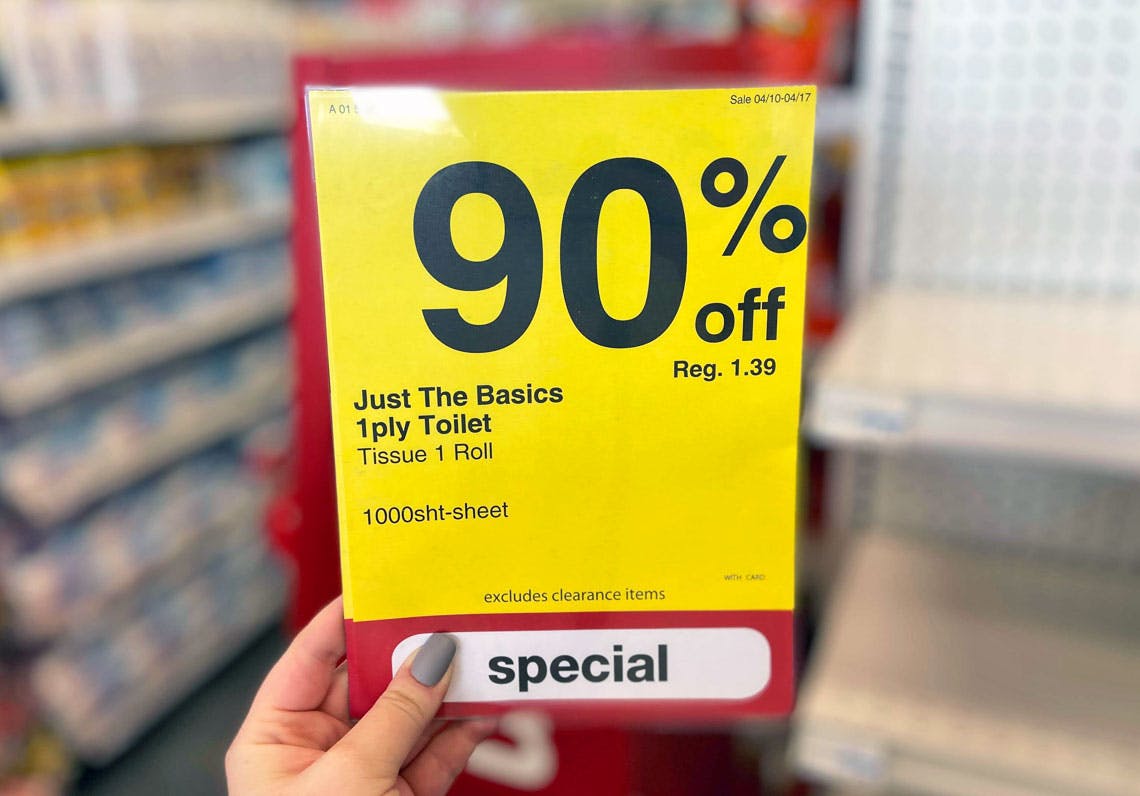 A 01
Sale 04/10-04/17
90%
off
Reg. 1.39
Just The Basics
1ply Toilet
Tissue 1 Roll
1000sht-sheet
WITH CARD
excludes clearance items
special